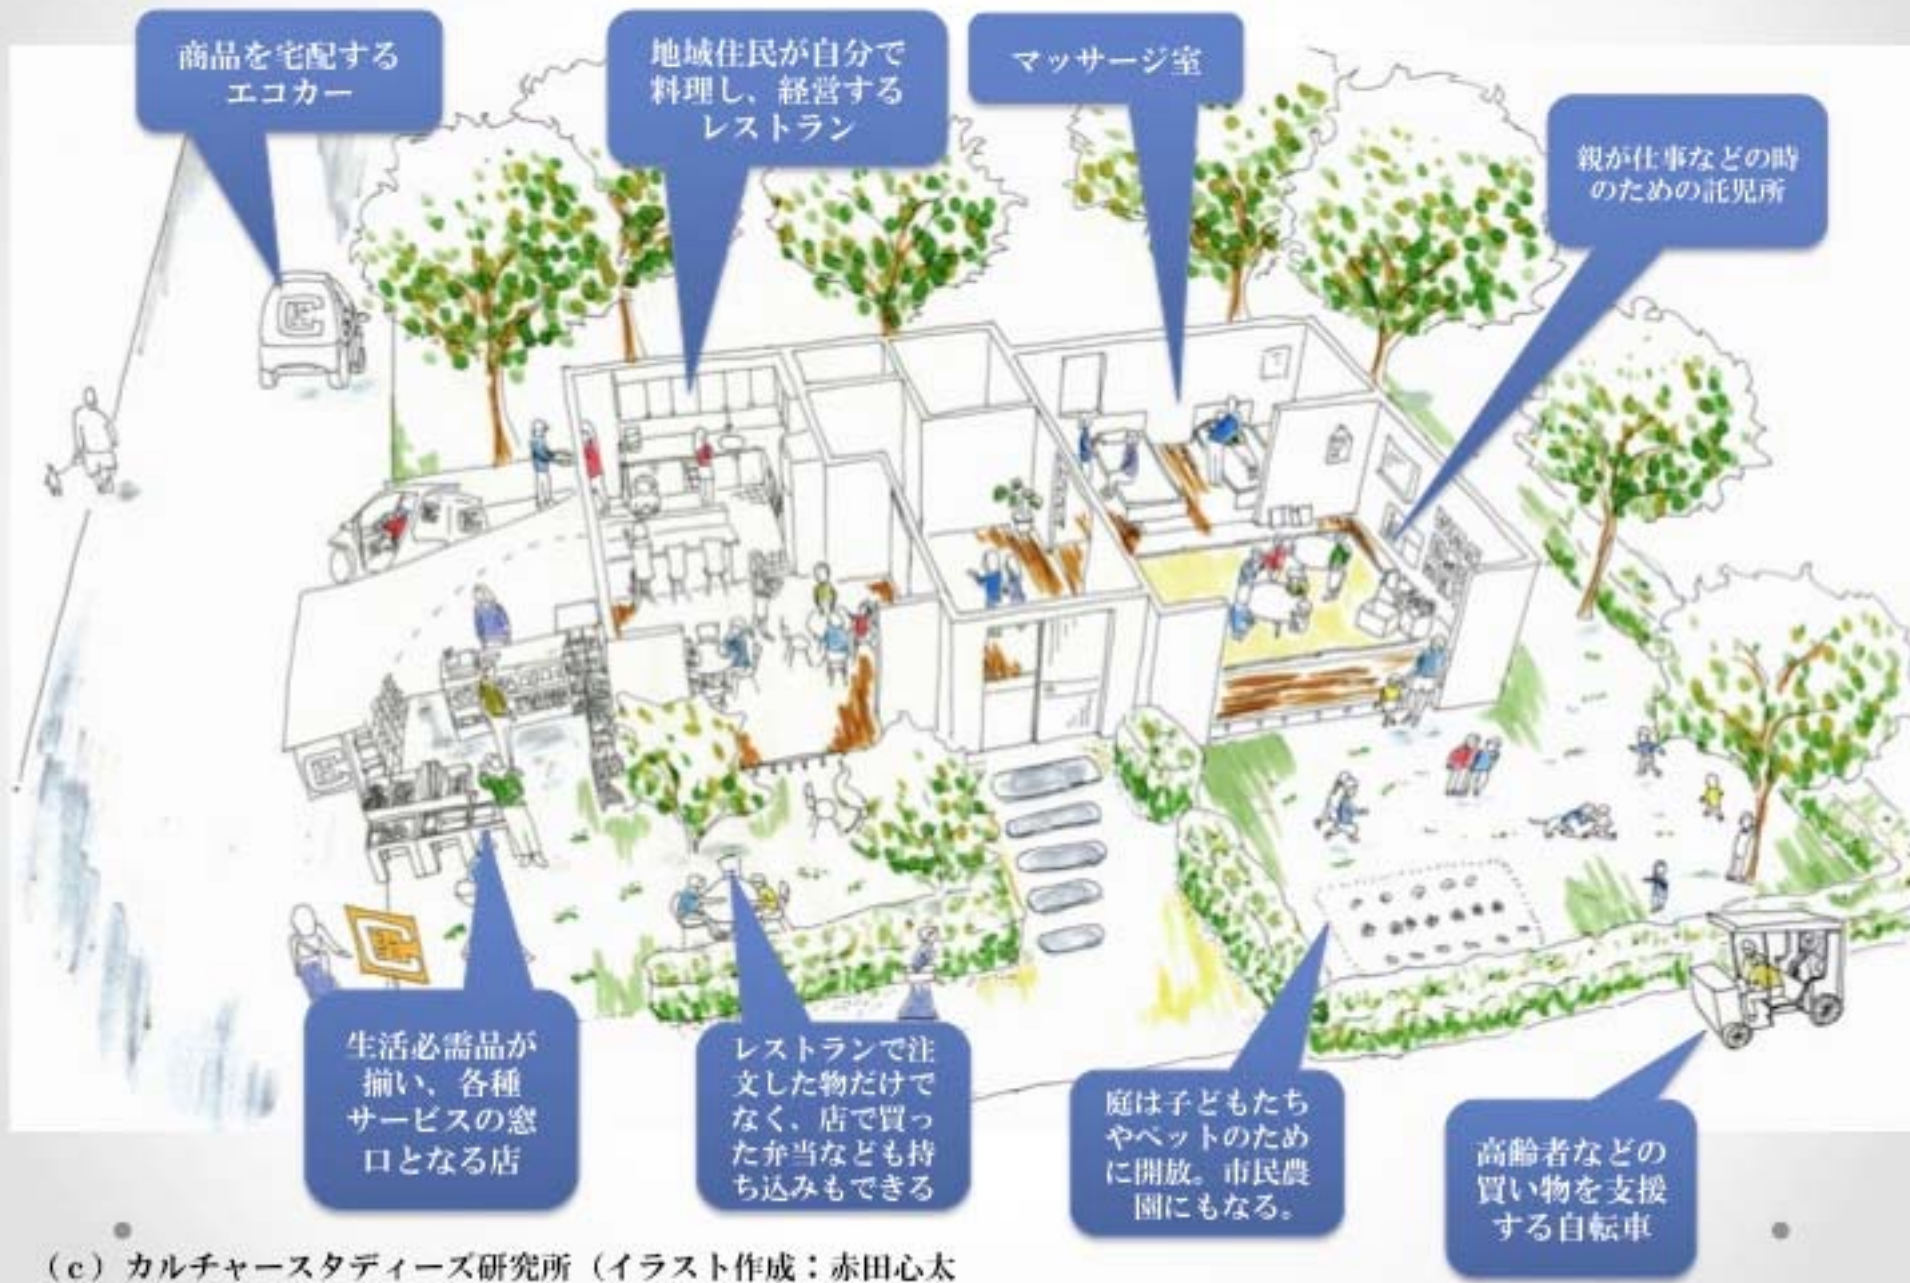 商品を宅配する
エコカー
地域住民が自分で
料理し、経営する
レストラン
マッサージ室
親が仕事などの時
のための託児所
生活必需品が
揃い、各種
サービスの窓
口となる店
レストランで注
文した物だけで
なく、店で買っ
た弁当なども持
ち込みもできる
庭は子どもたち
やペットのため
に開放。市民農
園にもなる。
高齢者などの
買い物を支援
する自転車
（c）カルチャースタディーズ研究所（イラスト作成：赤田心太